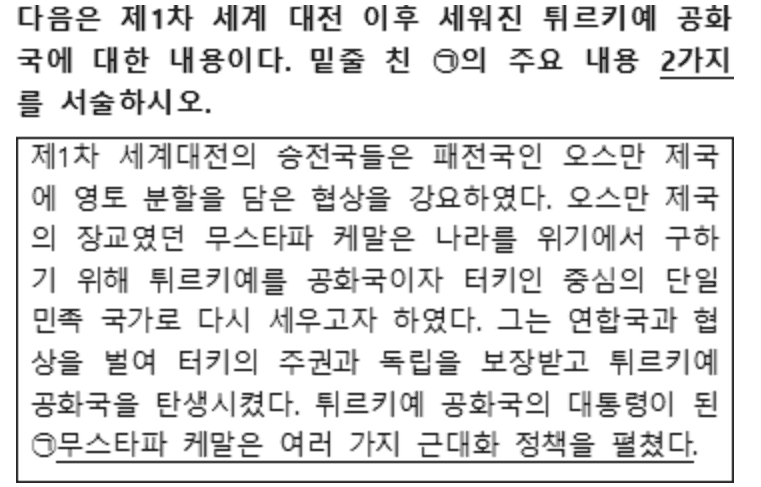 다음은 제1차 세계 대전 이후 세워진 튀르키예 공화
국에 대한 내용이다. 밑줄 친 ㉠의 주요 내용 2가지
를 서술하시오.
제1차 세계대전의 승전국들은 패전국인 오스만 제국
에 영토 분할을 담은 협상을 강요하였다. 오스만 제국
의 장교였던 무스타파 케말은 나라를 위기에서 구하
기 위해 튀르키예를 공화국이자 터키인 중심의 단일
민족 국가로 다시 세우고자 하였다. 그는 연합국과 협
상을 벌여 터키의 주권과 독립을 보장받고 튀르키예
공화국을 탄생시켰다. 튀르키예 공화국의 대통령이 된
㉠무스타파 케말은 여러 가지 근대화 정책을 펼쳤다.